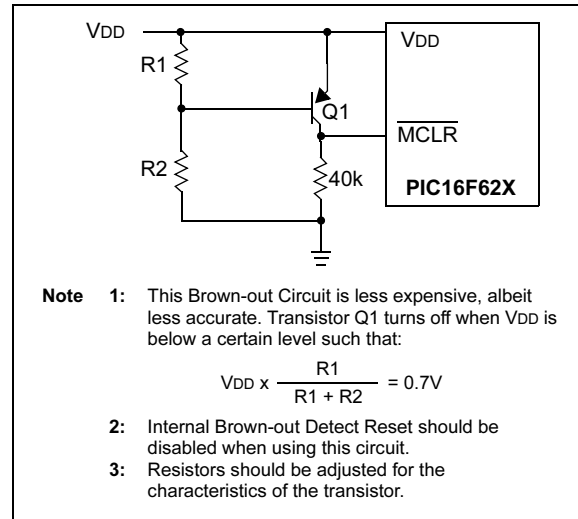 VDD
VDD
R1
Q1
MCLR
R2
40k
PIC16F62X
Note 1: This Brown-out Circuit is less expensive, albeit
less accurate. Transistor Q1 turns off when VDD is
below a certain level such that:
VDD x R1 / R1 + R2 = 0.7V
2: Internal Brown-out Detect Reset should be
disabled when using this circuit.
3: Resistors should be adjusted for the
characteristics of the transistor.